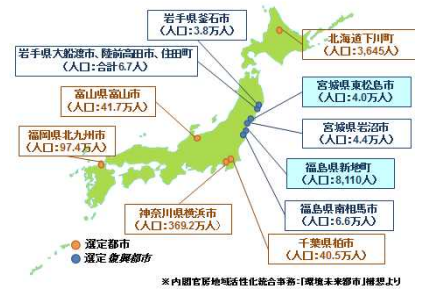 岩手県釜石市
（人口：3.8万人）
北海道下川町
（人口：3,645人）
岩手県大船渡市、陸前高田市、住田町
（人口：合計6.7人）
富山県富山市
（人口：41.7万人）
宮城県東松島市
（人口：4.0万人）
福岡県北九州市
（人口：97.4万人）
宮城県岩沼市
（人口：4.4万人）
福島県新地町
（人口：8,110人）
神奈川県横浜市
（人口：369.2万人）
福島県南相馬市
（人口：6.6万人）
千葉県柏市
（人口：40.5万人）
選定都市
選定復興都市
※内閣官房地域活性化統合事務：「環境未来都市」構想より